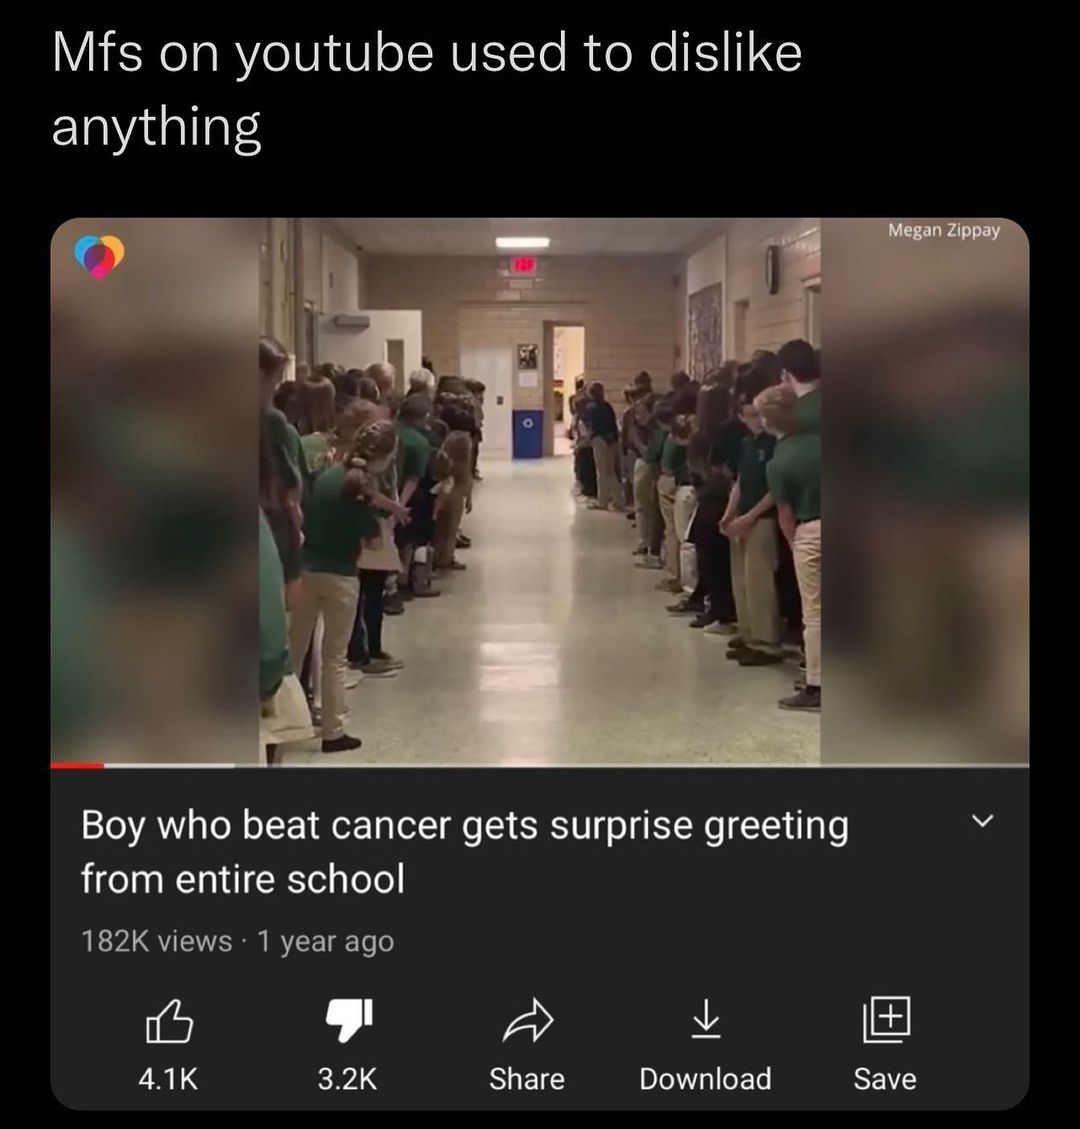 Mfs on youtube used to dislike
anything
Megan Zippay
Boy who beat cancer gets surprise greeting
from entire school
182K views · 1 year ago
4.1K
3.2K
Share
Download
Save